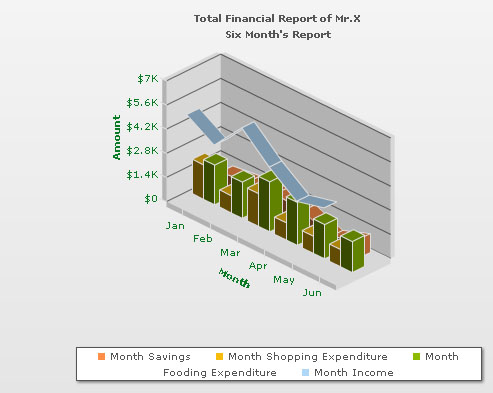 Total Financial Report of Mr.X
Six Month's Report
$7K
$5.6K
$4.2K
$2.8K
$1.4K
$0
Amount
Jan
Feb
Mar
Apr
May
Jun
Month
Month Savings
Month Shopping Expenditure
Month
Fooding Expenditure
Month Income